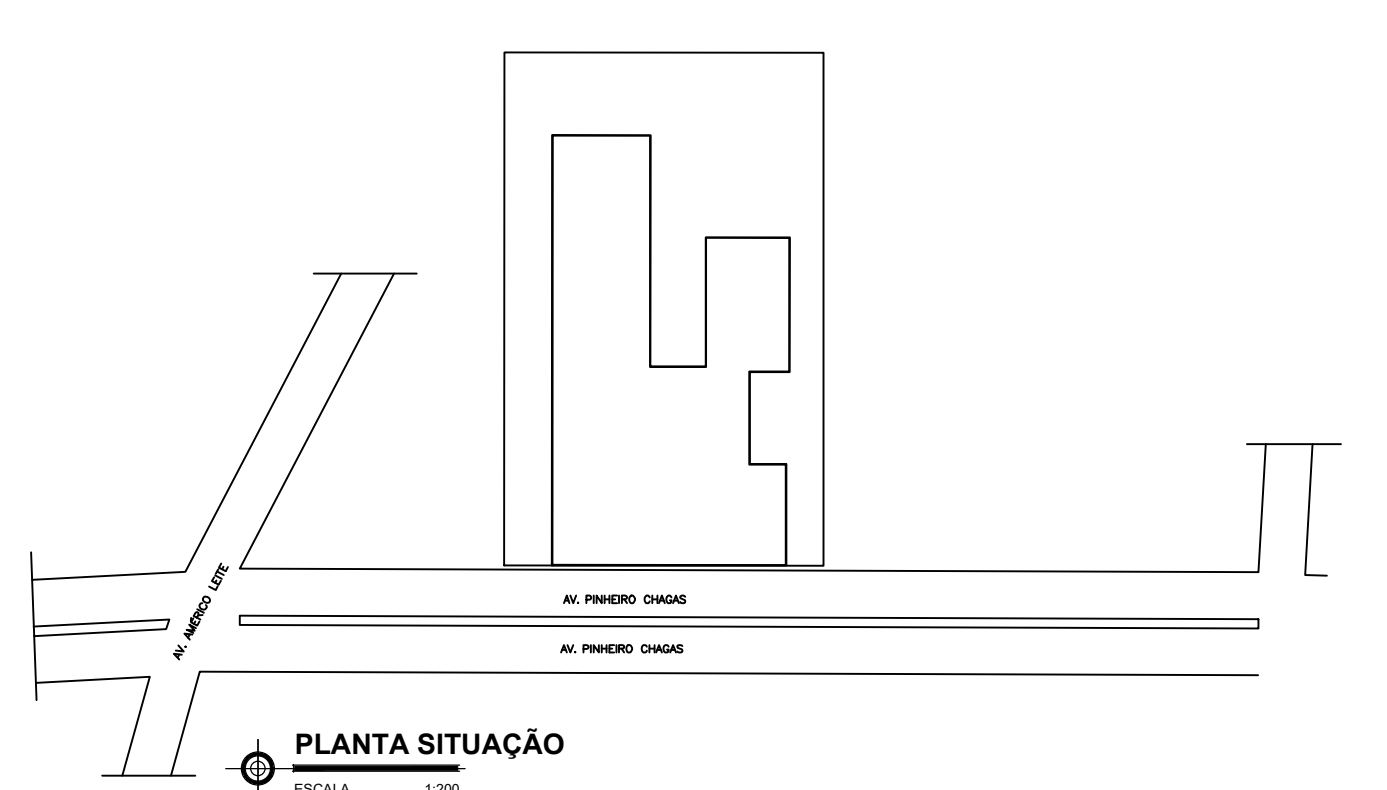 AV. AMÉRICO LEITE
AV. PINHEIRO CHAGAS
AV. PINHEIRO CHAGAS
PLANTA SITUAÇÃO
ESCALA 1:200